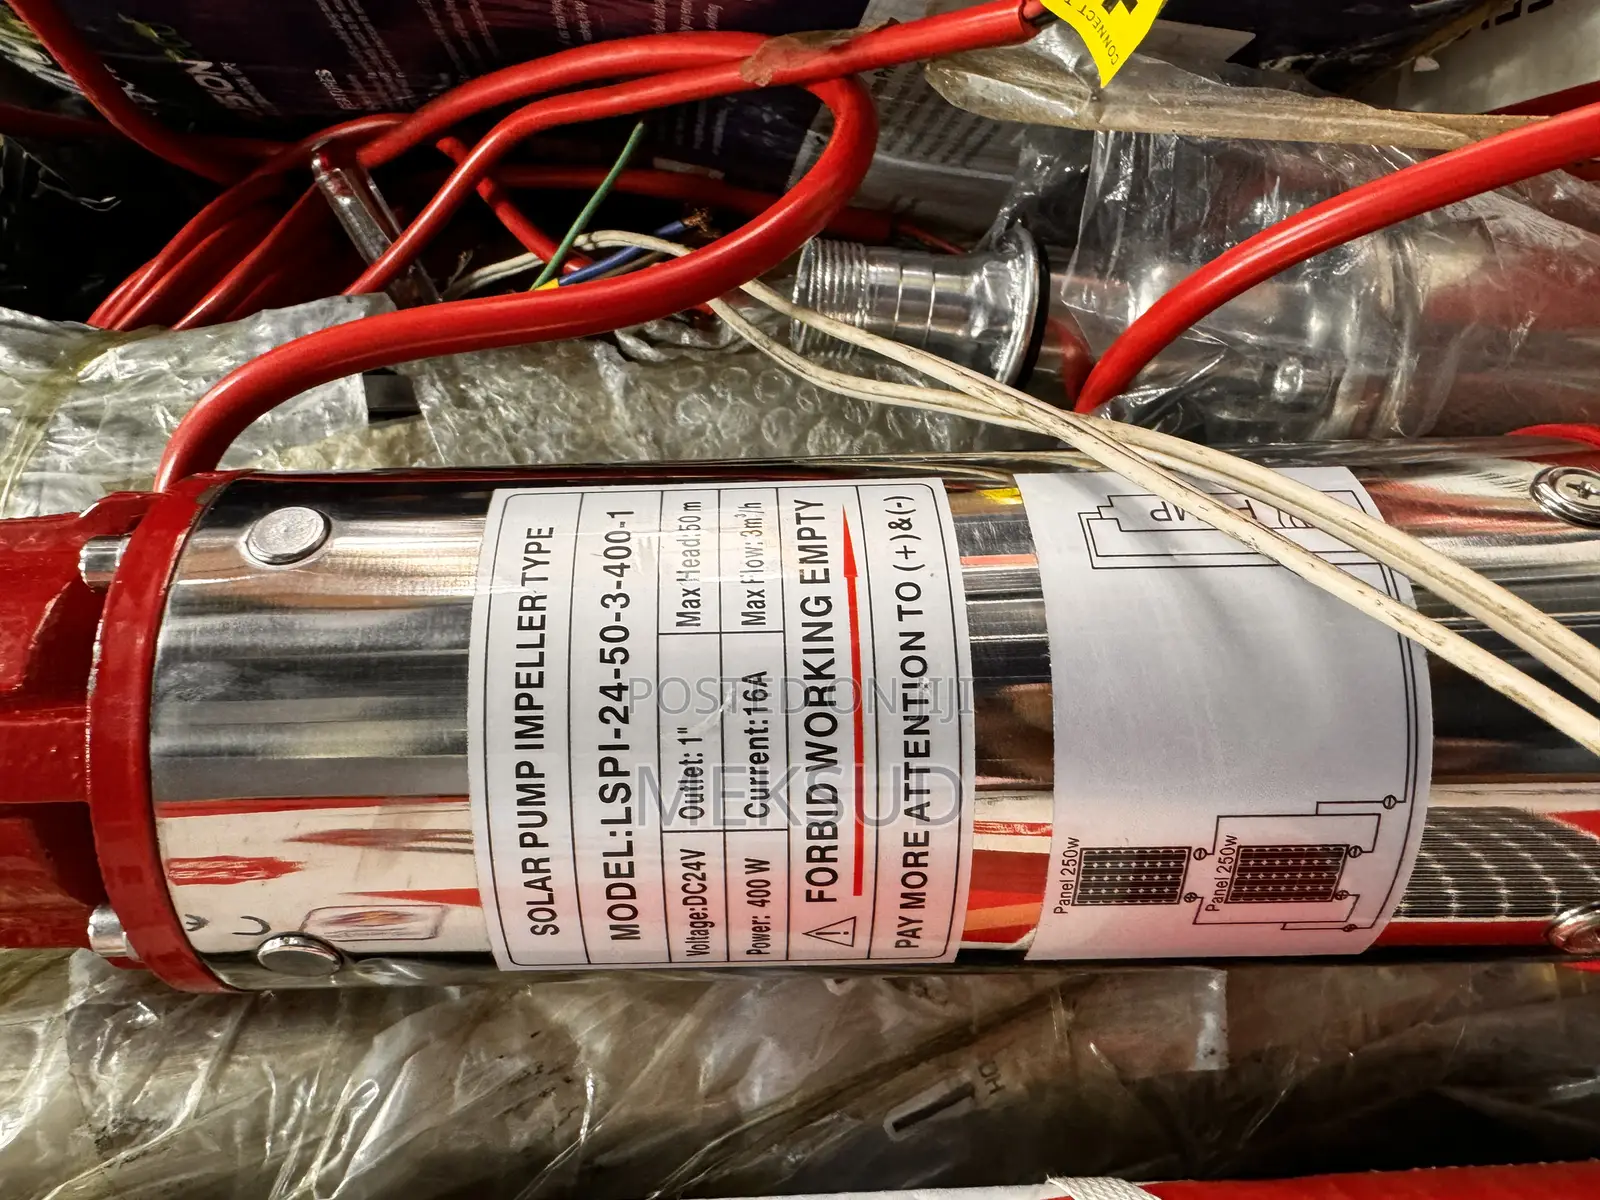 CONNECT T
SOLAR PUMP IMPELLER TYPE
MODEL:LSPI-24-50-3-400-1
Voltage:DC24V Outlet: 1" Max Head:50 m
Power: 400 W Current:16A Max Flow: 3m³/h
FORBID WORKING EMPTY
PAY MORE ATTENTION TO (+)&(-)
Panel 250w
Panel 250w
POSTED ON JIJI
MEKSUD